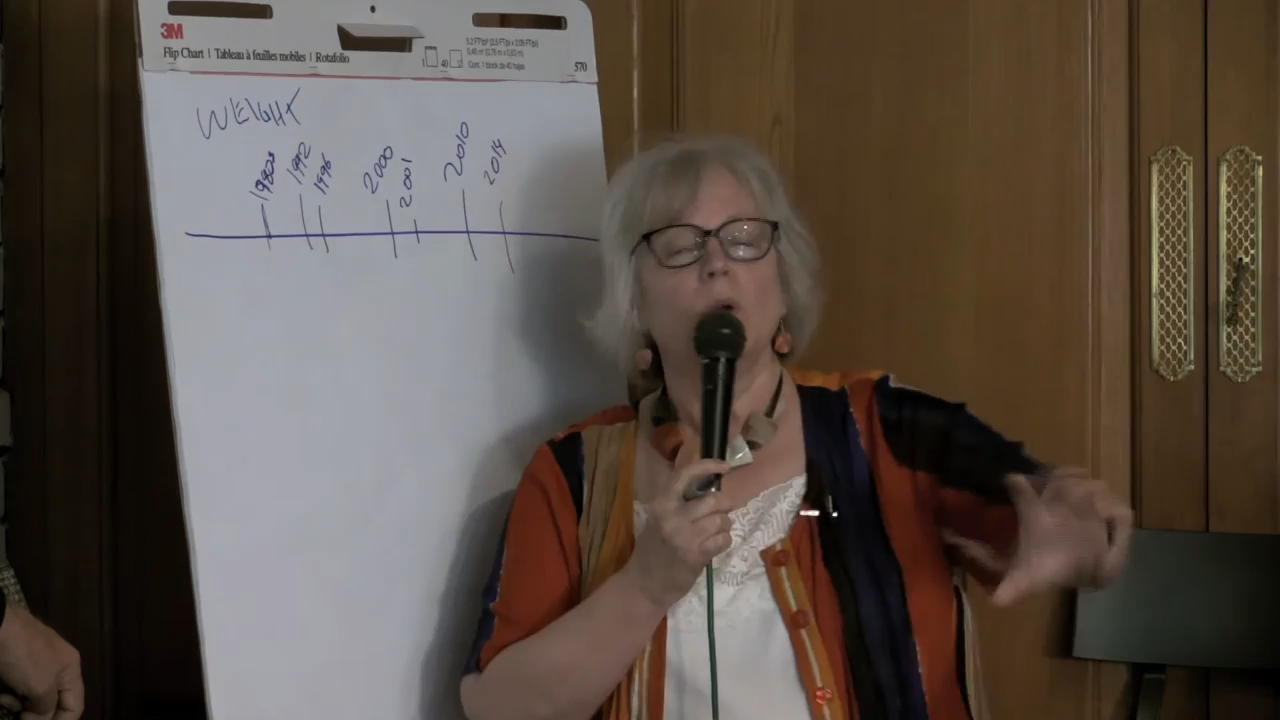 3M
Flip Chart | Tableau à feuilles mobiles | Rotafolio
570
WEIGHT
1980s 1992 1996 2000 2001 2010 2014